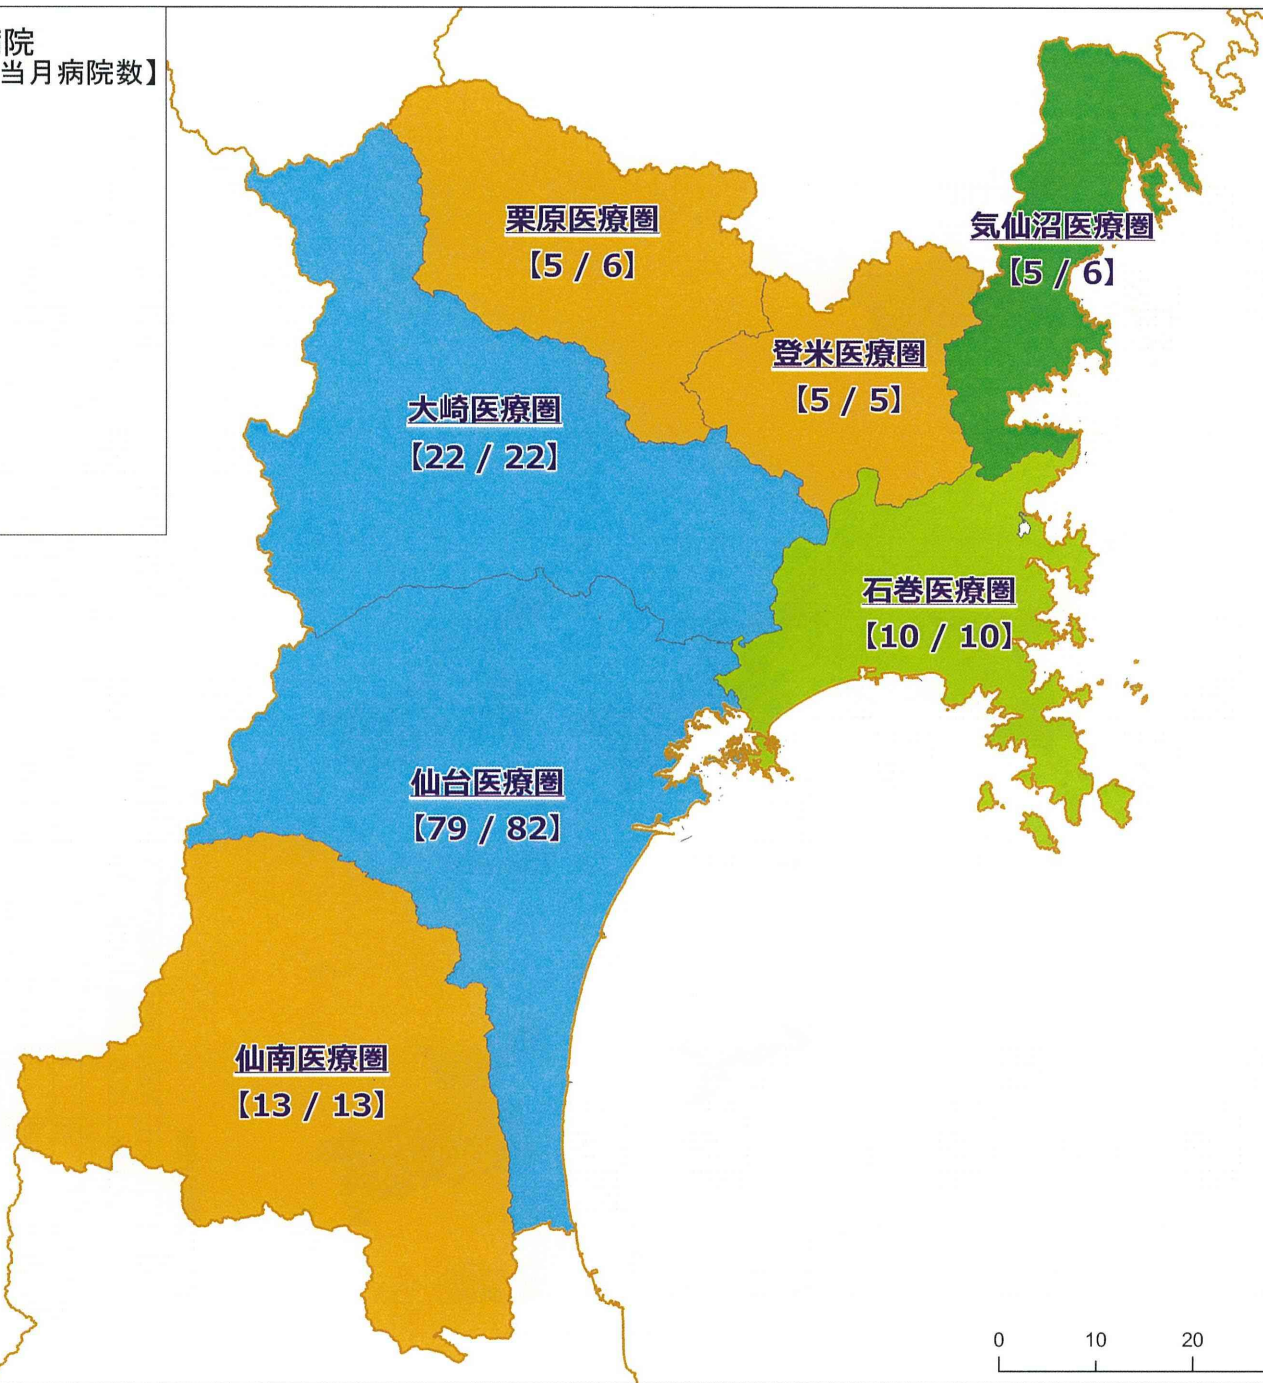 院
当月病院数】
栗原医療圏
【5 / 6】
気仙沼医療圏
【5 / 6】
登米医療圏
【5 / 5】
大崎医療圏
【22 / 22】
石巻医療圏
【10 / 10】
仙台医療圏
【79 / 82】
仙南医療圏
【13 / 13】
0 10 20